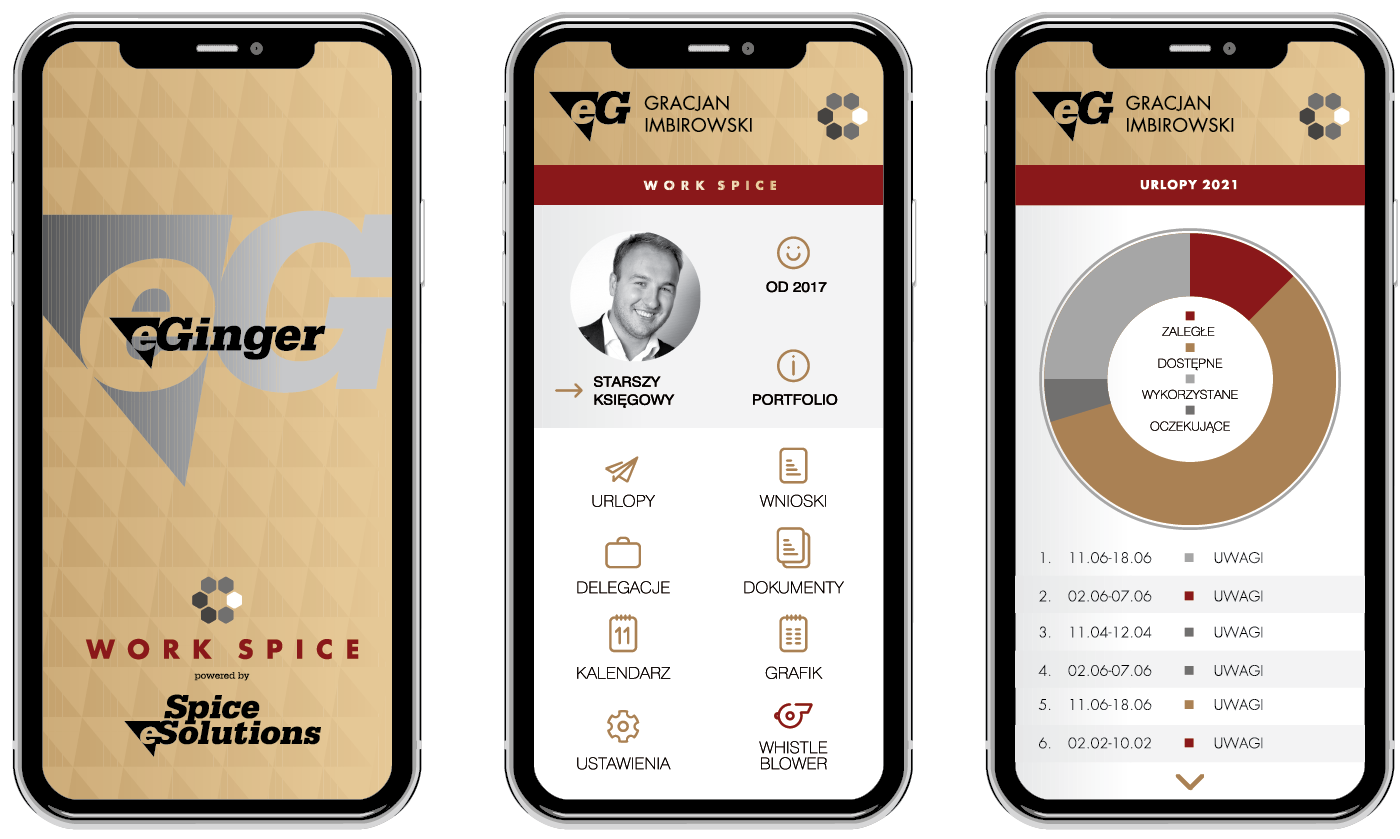 eG
eGinger
WORK SPICE
powered by
Spice
eSolutions
eG
GRACJAN
IMBIROWSKI
WORK SPICE
OD 2017
STARSZY
KSIĘGOWY
PORTFOLIO
URLOPY
WNIOSKI
DELEGACJE
DOKUMENTY
11
KALENDARZ
GRAFIK
USTAWIENIA
WHISTLE
BLOWER
eG
GRACJAN
IMBIROWSKI
URLOPY 2021
ZALEGŁE
DOSTĘPNE
WYKORZYSTANE
OCZEKUJĄCE
1. 11.06-18.06 UWAGI
2. 02.06-07.06 UWAGI
3. 11.04-12.04 UWAGI
4. 02.06-07.06 UWAGI
5. 11.06-18.06 UWAGI
6. 02.02-10.02 UWAGI